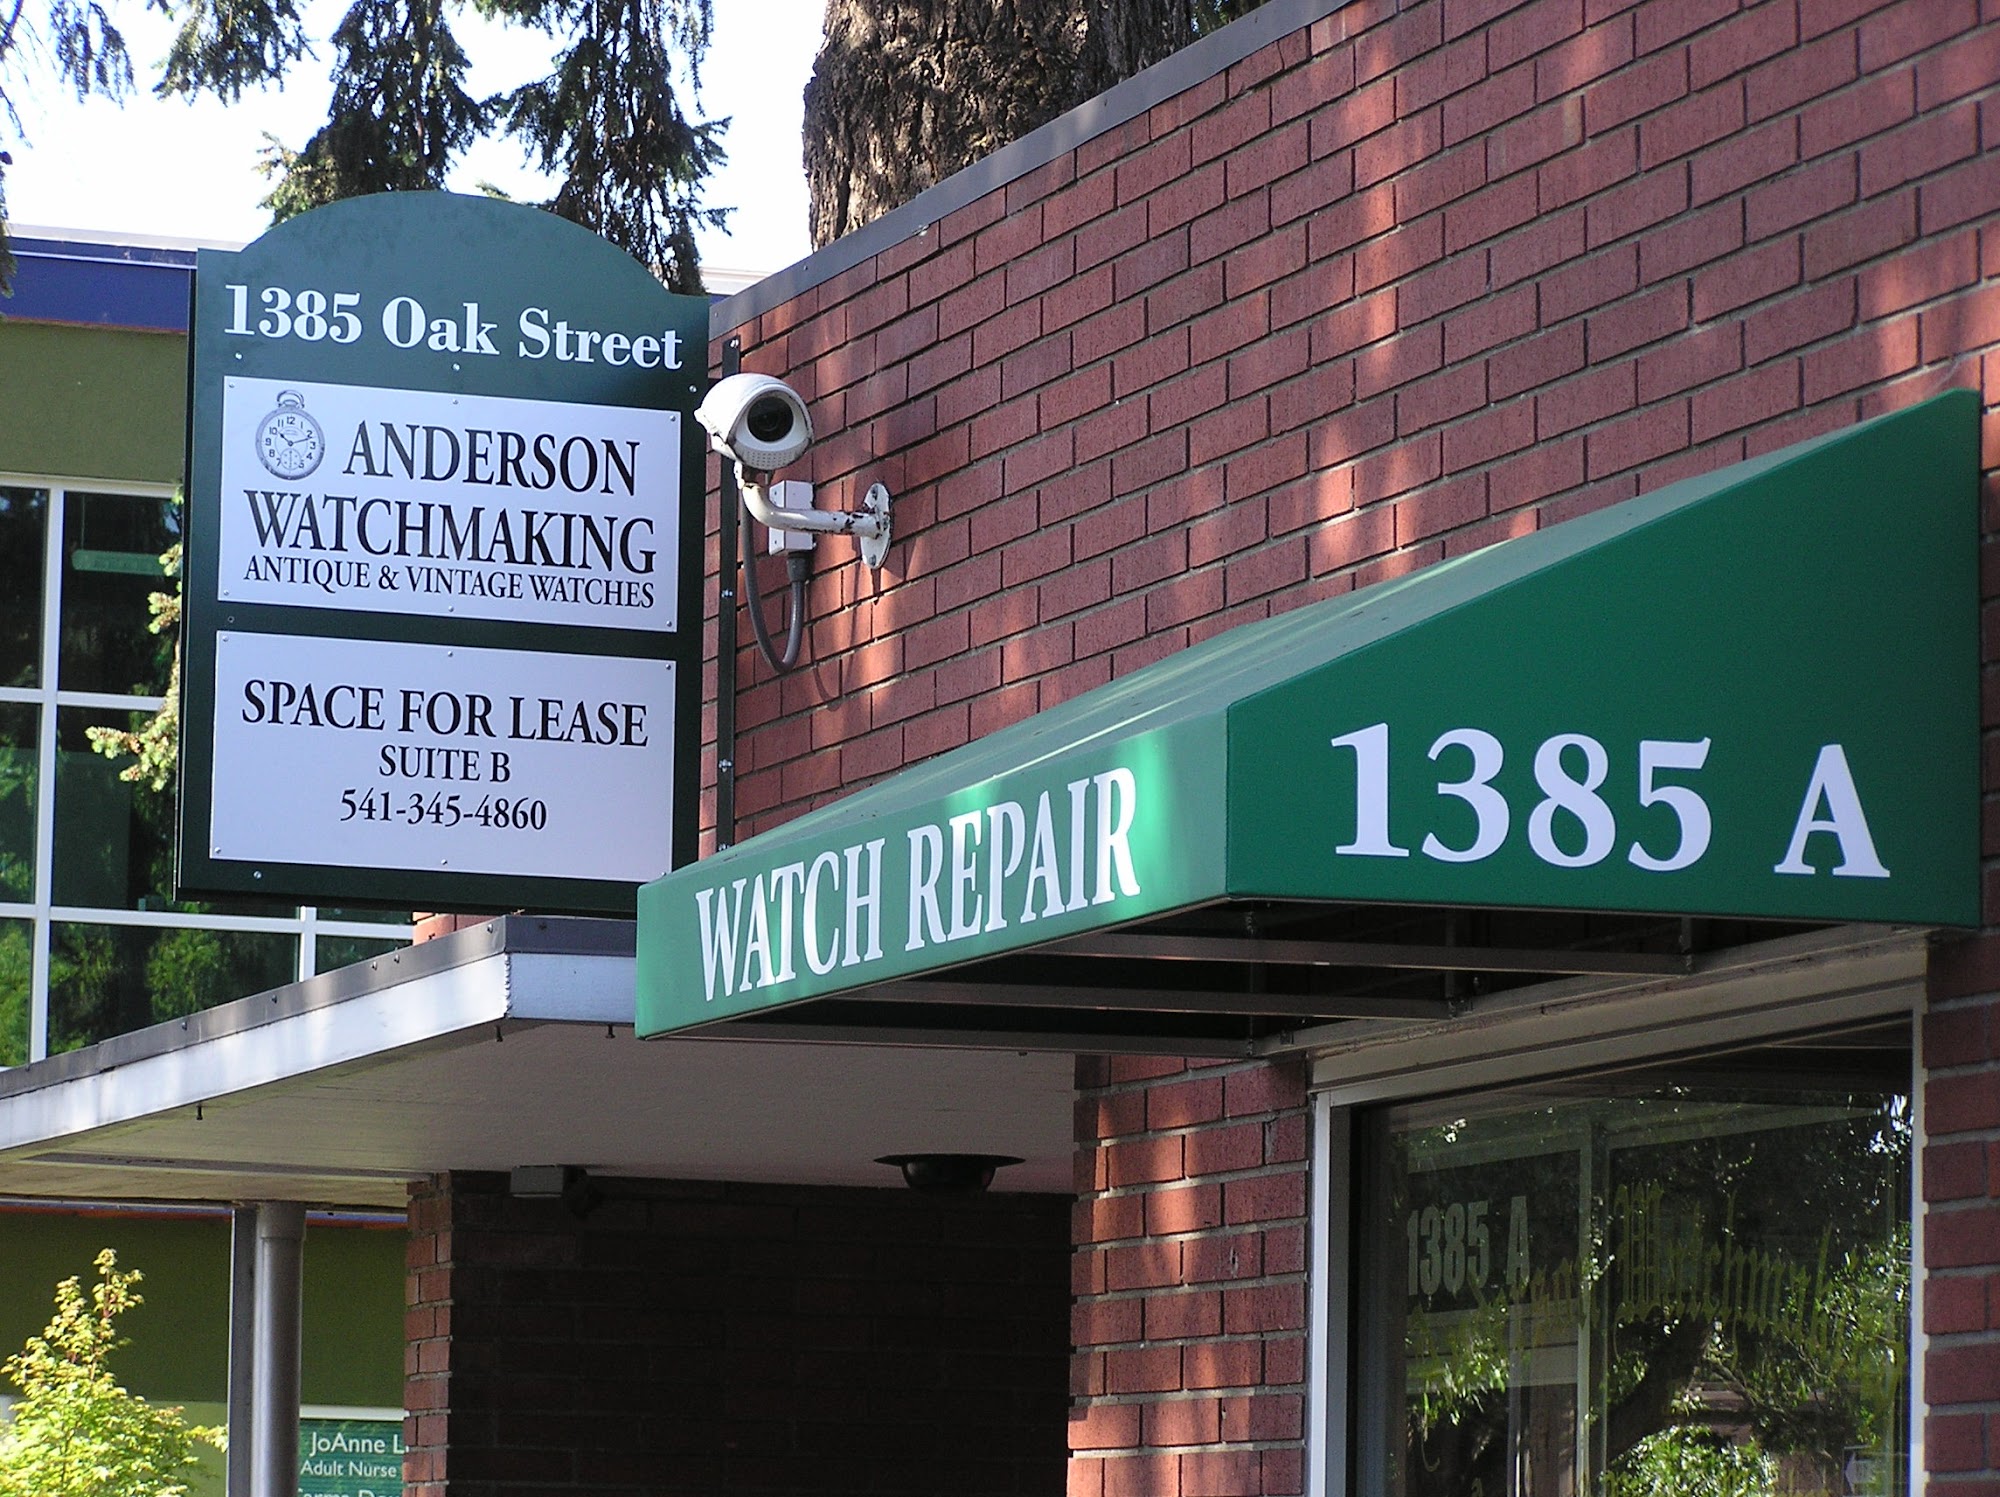 1385 Oak Street
ANDERSON
WATCHMAKING
ANTIQUE & VINTAGE WATCHES
SPACE FOR LEASE
SUITE B
541-345-4860
WATCH REPAIR
1385 A
1385 A
JoAnne
Adult Nurse